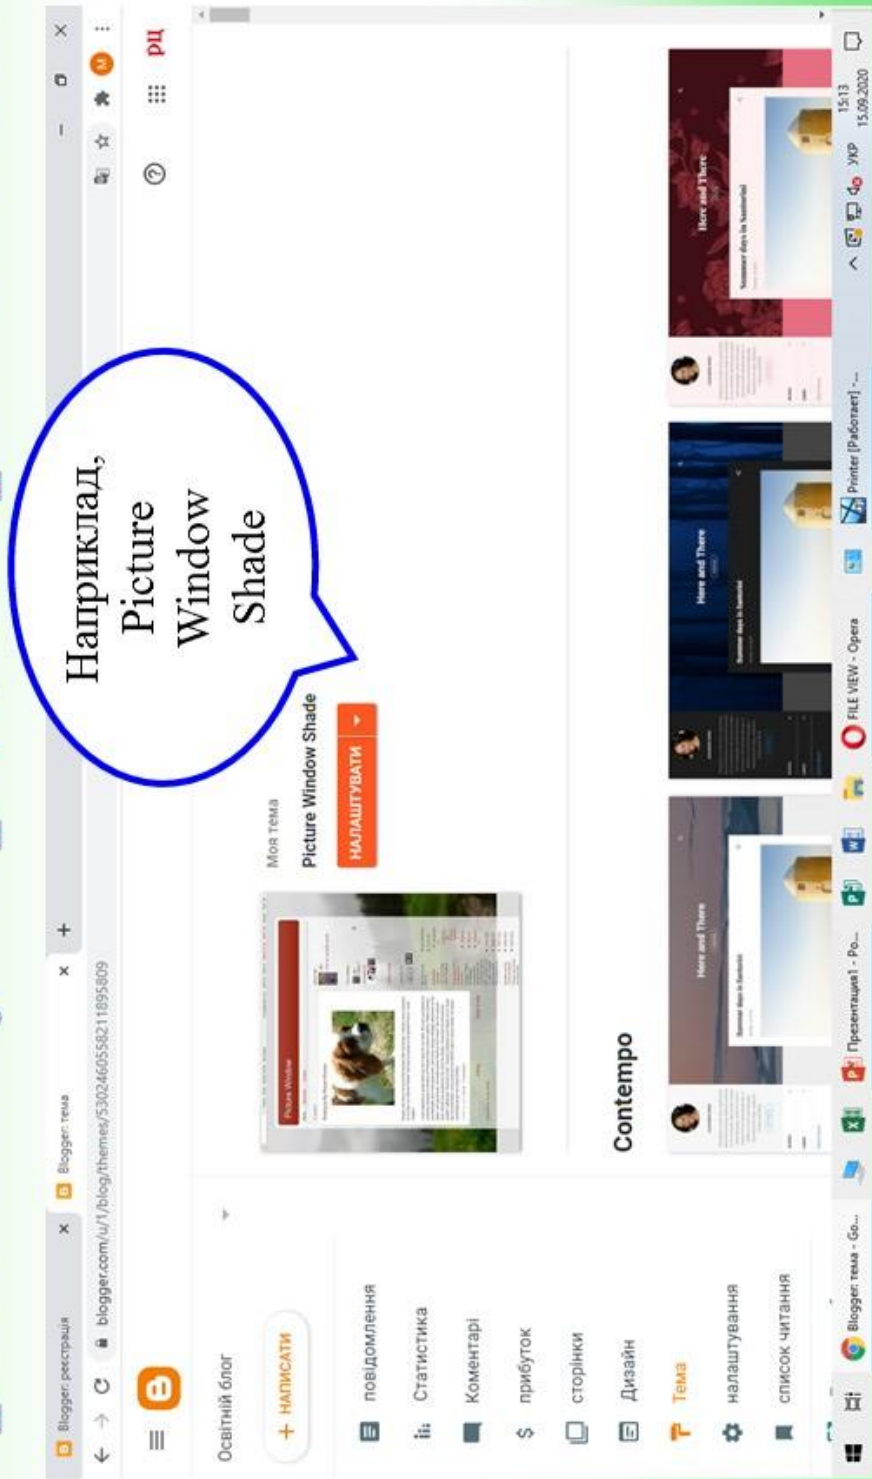 Blogger: реєстрація
Blogger: тема
blogger.com/u/1/blog/themes/5302460558211895809
M
рц
Наприклад,
Picture
Window
Shade
Освітній блог
+ НАПИСАТИ
повідомлення
Статистика
Коментарі
прибуток
сторінки
Дизайн
Тема
налаштування
список читання
Моя тема
Picture Window Shade
НАЛАШТУВАТИ
Picture Window
Contempo
Here and There
Summer days in Santorini
Here and There
Summer days in Santorini
Here and There
Summer days in Santorini
Blogger: тема - Go...
Презентация1 - Po...
FILE VIEW - Opera
Printer [Работает] -...
УКР
15:13
15.09.2020